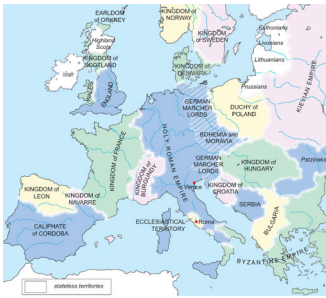 EARLDOM
of ORKNEY
KINGDOM of
NORWAY
KINGDOM
of SWEDEN
Highland
Scots
KINGDOM of
SCOTLAND
Esthonians
Livonians
Lithuanians
Irish
KINGDOM of
DENMARK
Prussians
WALES
ENGLAND
KIEVIAN EMPIRE
GERMAN
MARCHER
LORDS
DUCHY of
POLAND
BOHEMIA and
MORAVIA
HOLY ROMAN EMPIRE
KINGDOM of FRANCE
GERMAN
MARCHER
LORDS
KINGDOM of
HUNGARY
Patzinaks
KINGDOM of
BURGUNDY
Venice
KINGDOM of
CROATIA
KINGDOM of
LEON
KINGDOM of
NAVARRE
SERBIA
ECCLESIASTICAL
TERRITORY
Rome
BULGARIA
CALIPHATE
of CORDOBA
BYZANTINE EMPIRE
stateless territories